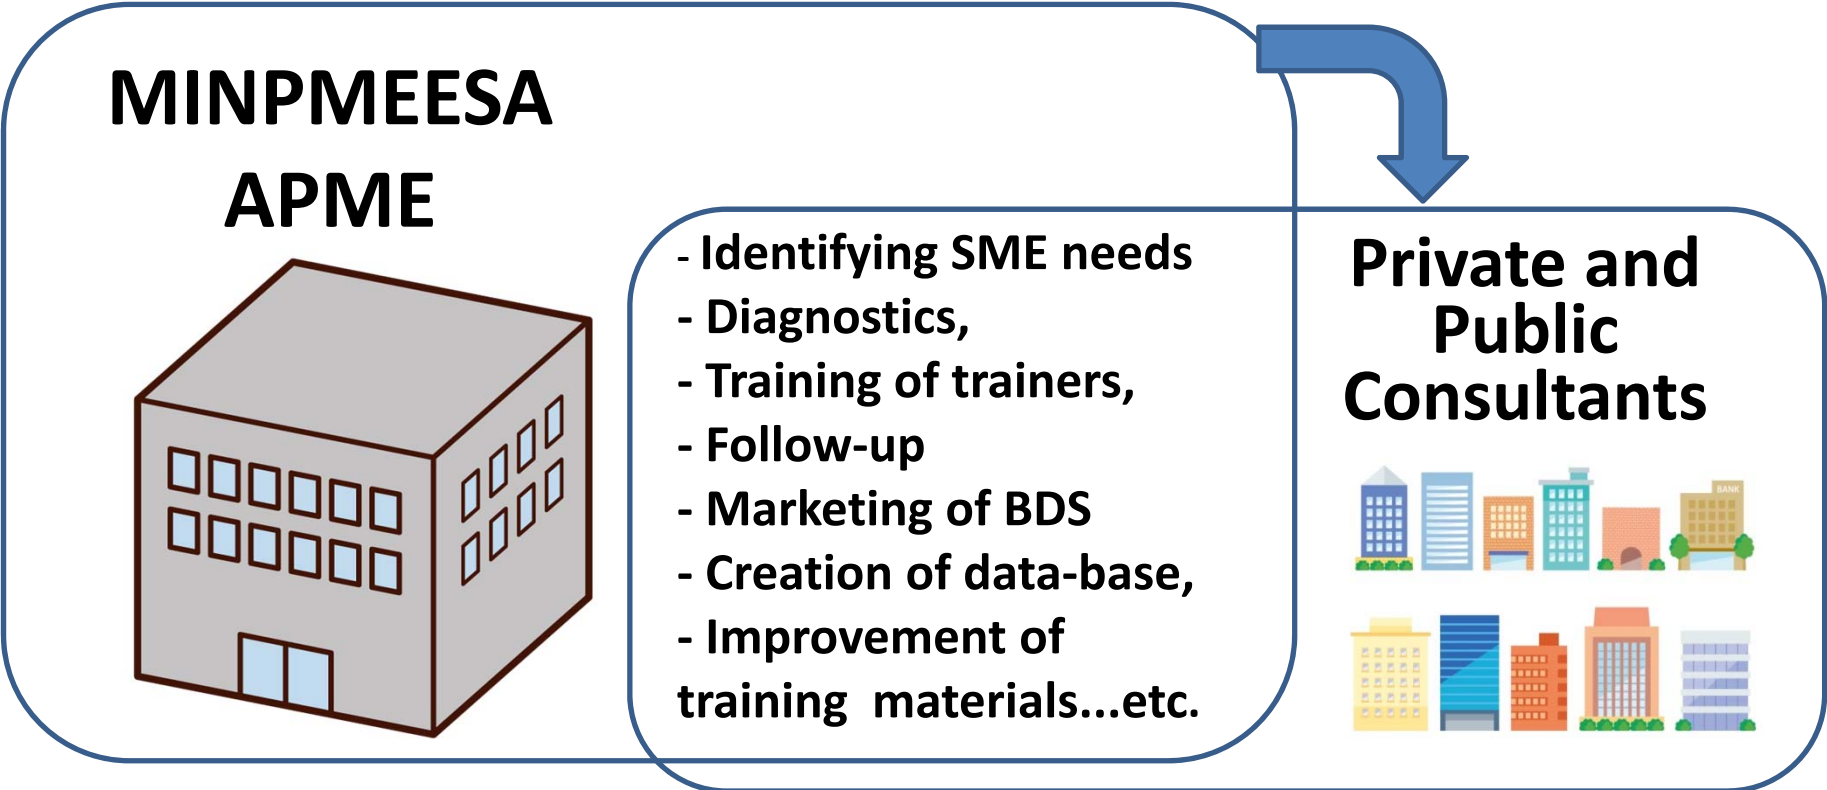 MINPMEESA
APME
- Identifying SME needs
- Diagnostics,
- Training of trainers,
- Follow-up
- Marketing of BDS
- Creation of data-base,
- Improvement of
training  materials...etc.
Private and
Public
Consultants
BANK